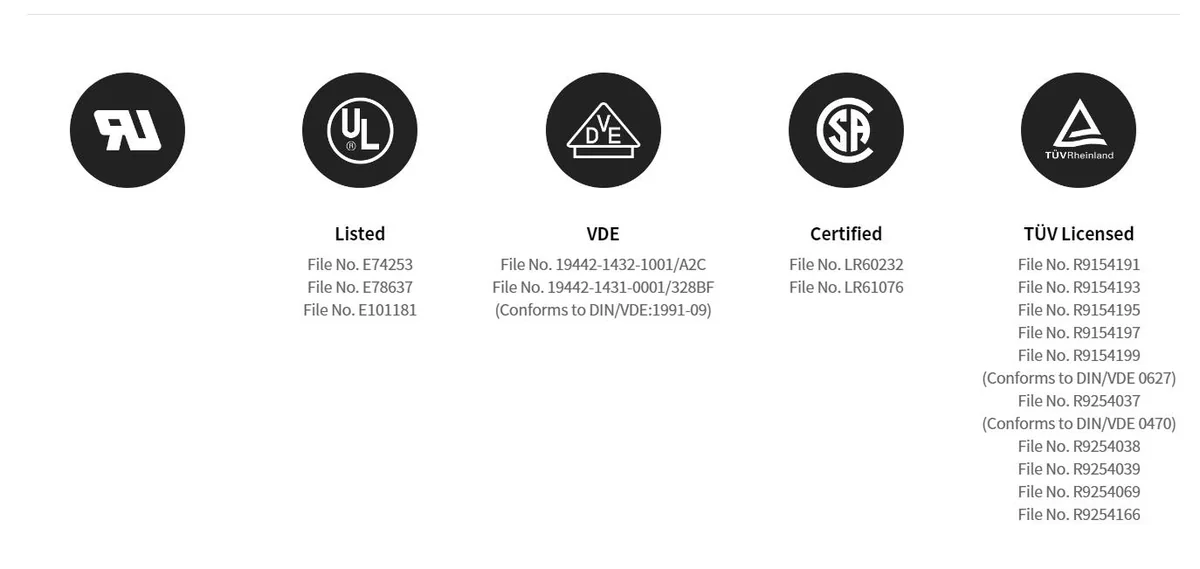 UL
®
VDE
SA
TÜVRheinland
Listed
File No. E74253
File No. E78637
File No. E101181
VDE
File No. 19442-1432-1001/A2C
File No. 19442-1431-0001/328BF
(Conforms to DIN/VDE:1991-09)
Certified
File No. LR60232
File No. LR61076
TÜV Licensed
File No. R9154191
File No. R9154193
File No. R9154195
File No. R9154197
File No. R9154199
(Conforms to DIN/VDE 0627)
File No. R9254037
(Conforms to DIN/VDE 0470)
File No. R9254038
File No. R9254039
File No. R9254069
File No. R9254166